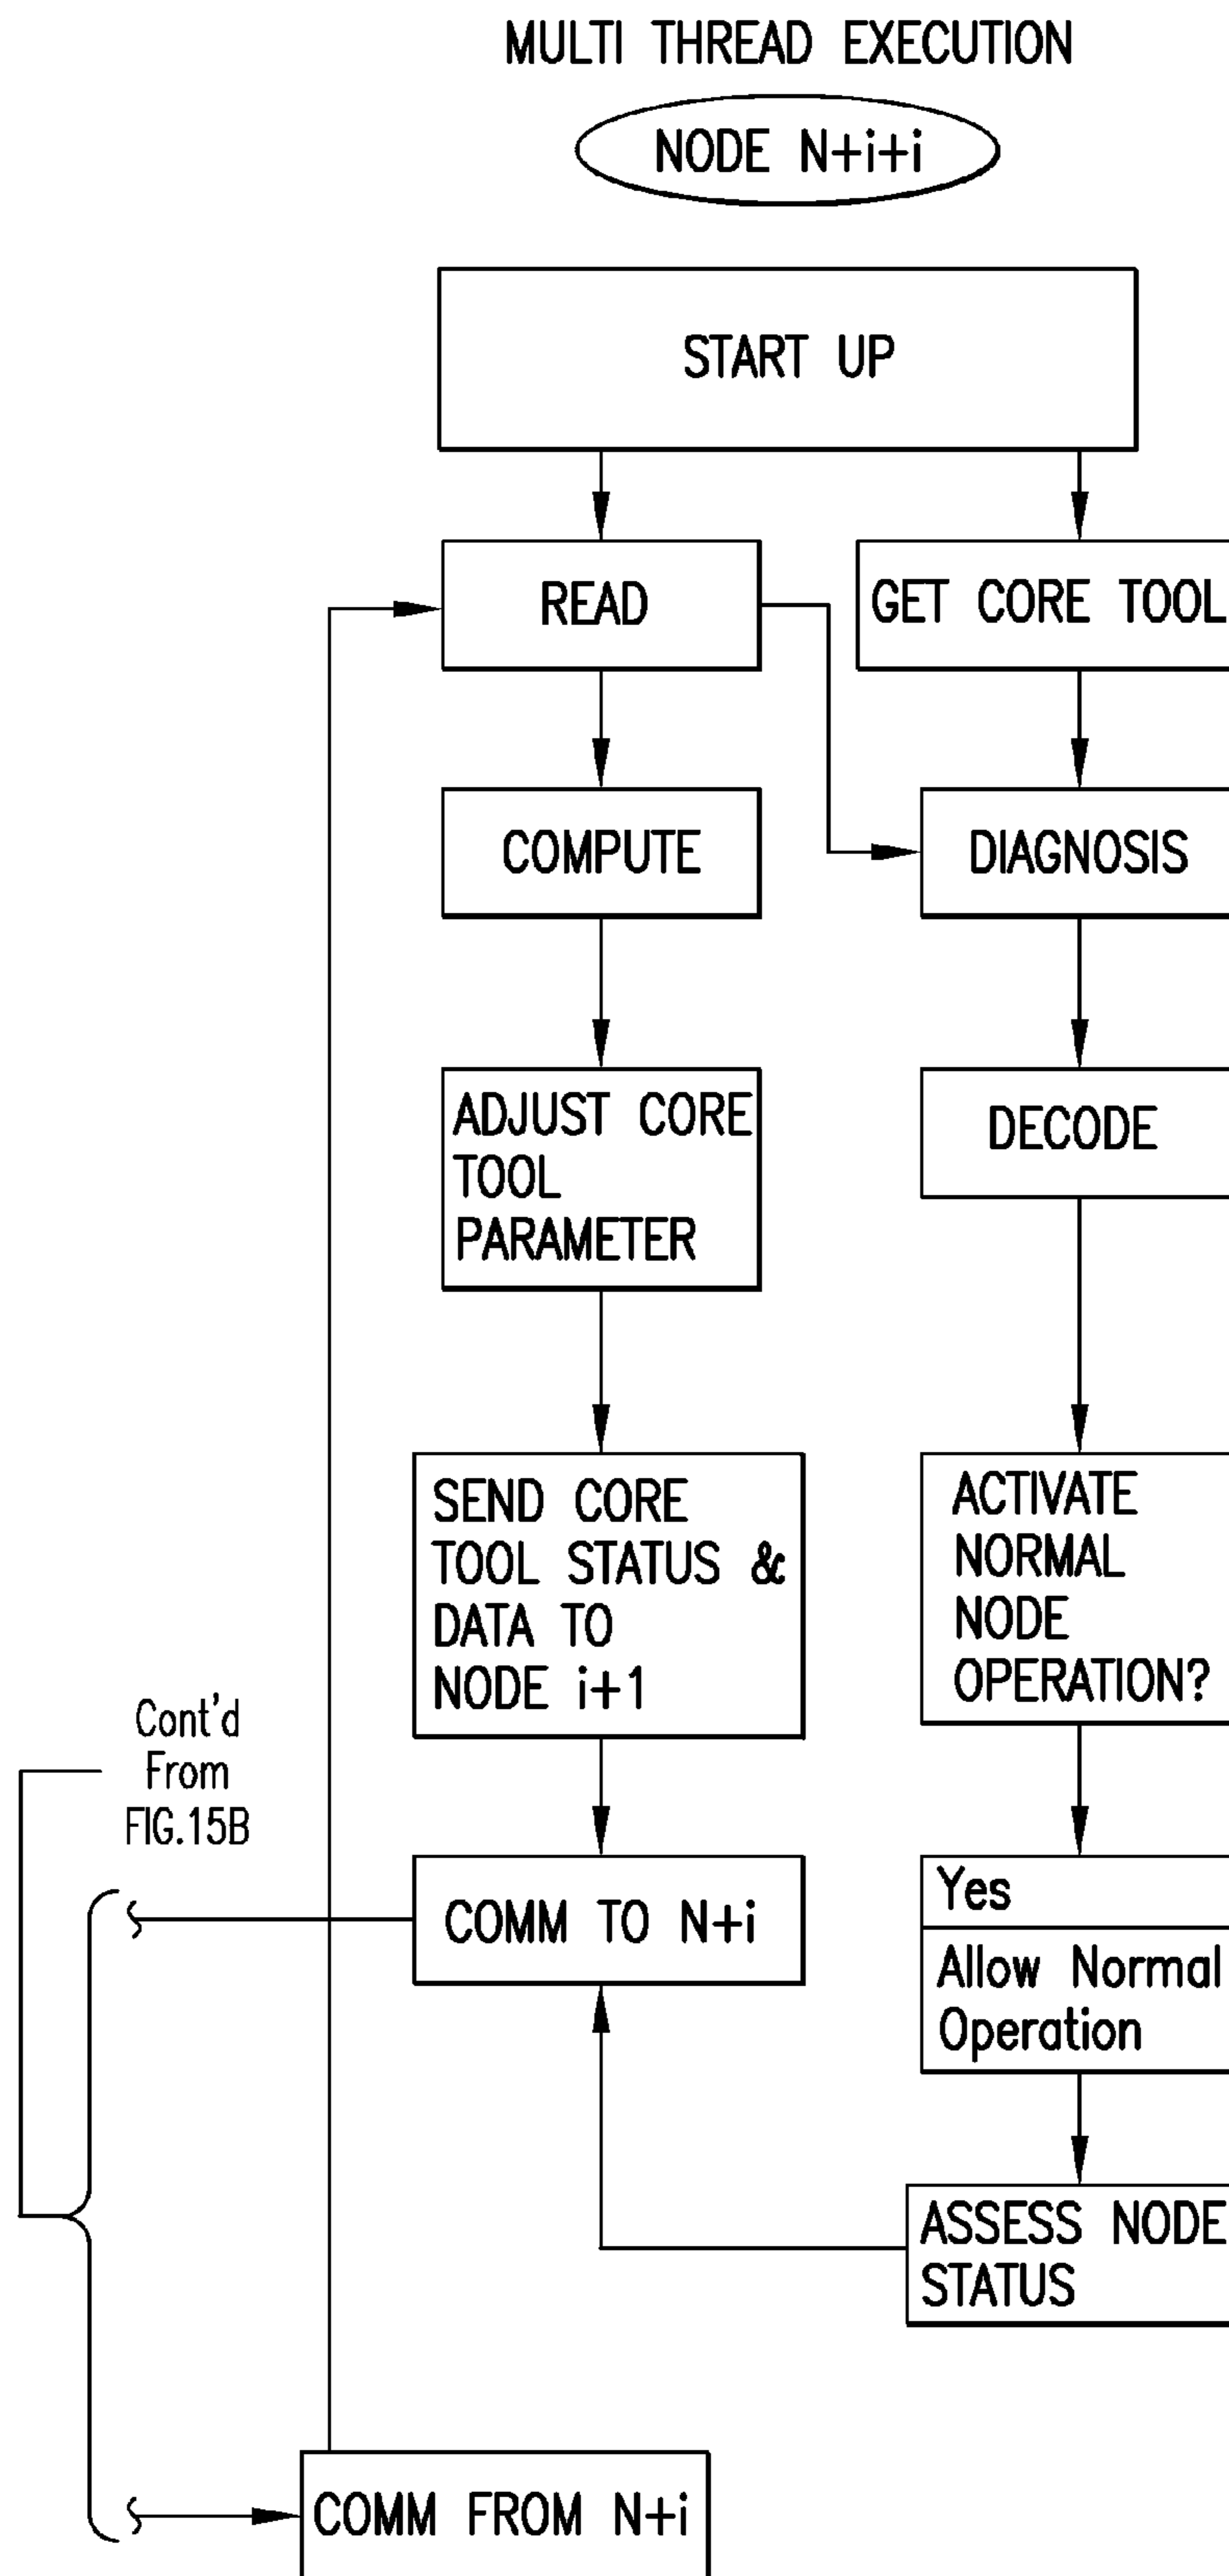 MULTI THREAD EXECUTION
NODE N+i+i
START UP
READ
GET CORE TOOL
COMPUTE
DIAGNOSIS
ADJUST CORE
TOOL
PARAMETER
DECODE
SEND CORE
TOOL STATUS &
DATA TO
NODE i+1
ACTIVATE
NORMAL
NODE
OPERATION?
Cont'd
From
FIG.15B
COMM TO N+i
Yes
Allow Normal
Operation
ASSESS NODE
STATUS
COMM FROM N+i